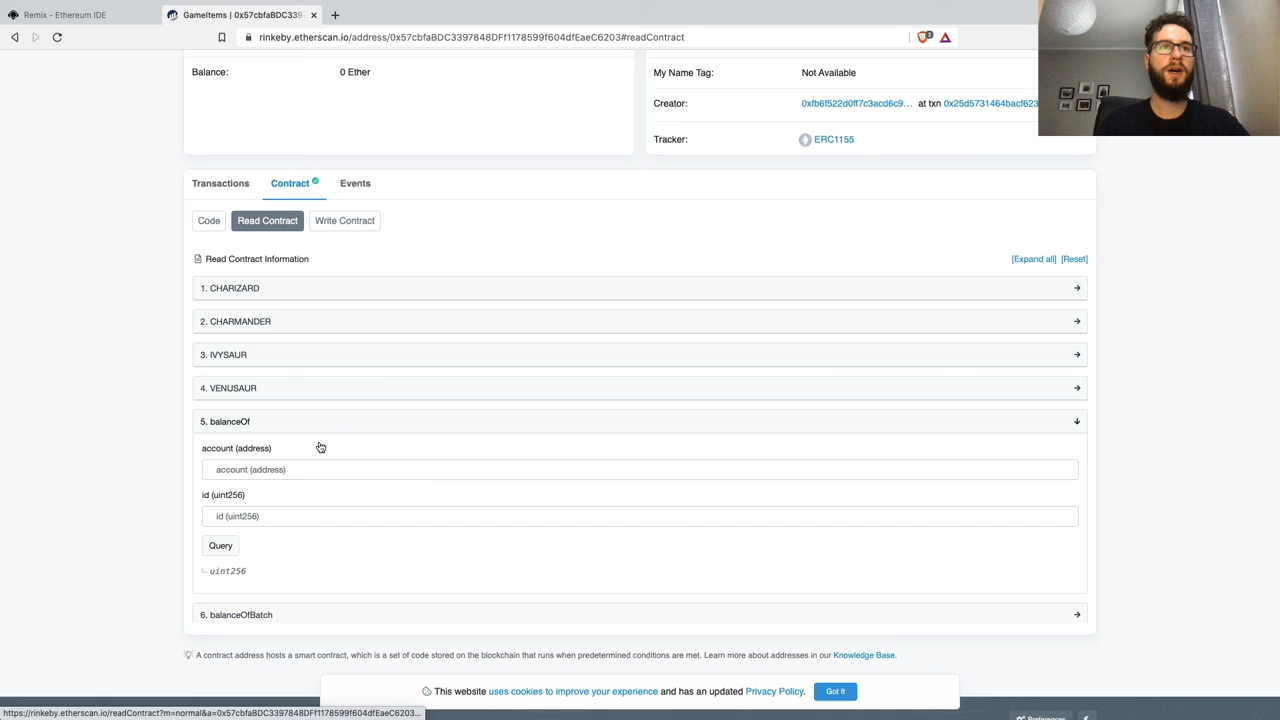 Remix - Ethereum IDE
GameItems | 0x57cbfaBDC339
rinkeby.etherscan.io/address/0x57cbfaBDC3397848DFf1178599f604dfEaeC6203#readContract
Balance:
0 Ether
My Name Tag:
Not Available
Creator:
0xfb6f522d0ff7c3acd6c9... at txn 0x25d5731464bacf623
Tracker:
ERC1155
Transactions
Contract
Events
Code
Read Contract
Write Contract
Read Contract Information
[Expand all] [Reset]
1. CHARIZARD
2. CHARMANDER
3. IVYSAUR
4. VENUSAUR
5. balanceOf
account (address)
account (address)
id (uint256)
id (uint256)
Query
uint256
6. balanceOfBatch
A contract address hosts a smart contract, which is a set of code stored on the blockchain that runs when predetermined conditions are met. Learn more about addresses in our Knowledge Base.
This website uses cookies to improve your experience and has an updated Privacy Policy.
Got It
https://rinkeby.etherscan.io/readContract?m=normal&a=0x57cbfaBDC3397848DFf1178599f604dfEaeC6203...
Preferences